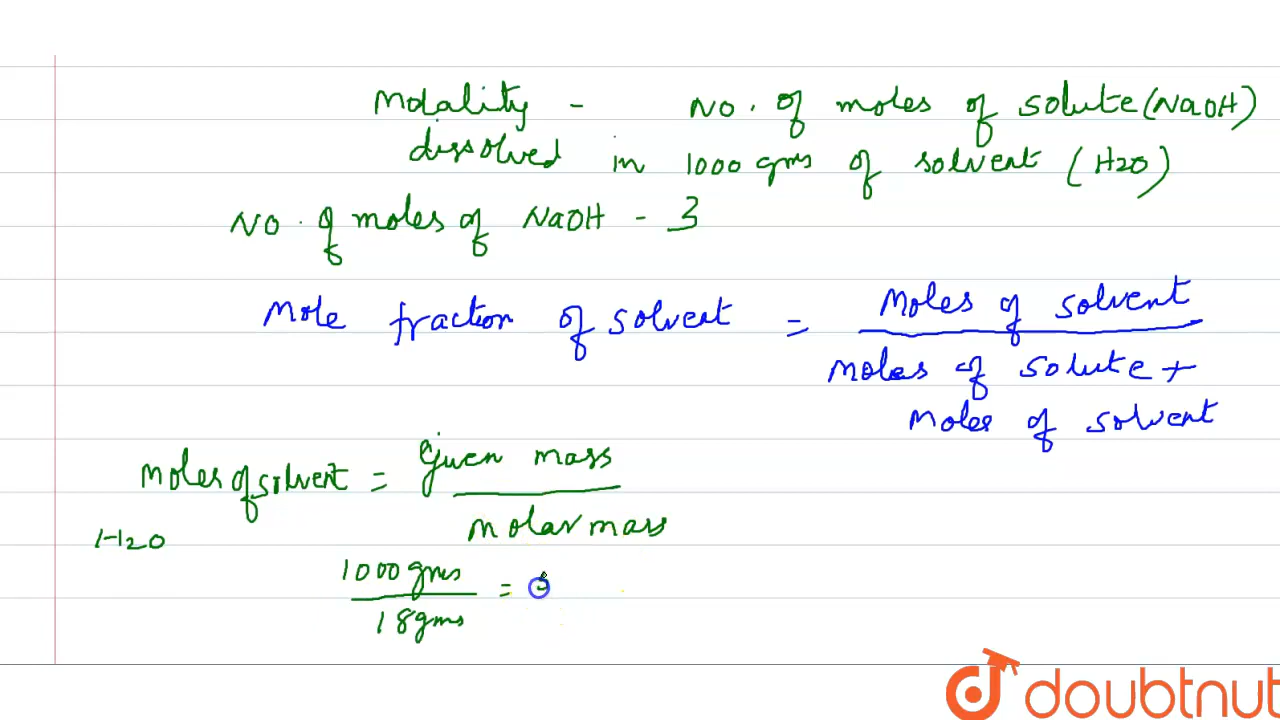 Molality - No. of moles of solute (NaOH)
dissolved in 1000 gms of solvent (H2O)
No. of moles of NaOH - 3
Mole fraction of solvent = Moles of solvent
Moles of solute +
Moles of solvent
Moles of solvent = Given mass
Molar mass
H2O
1000 gms
18 gms =
doubtnut